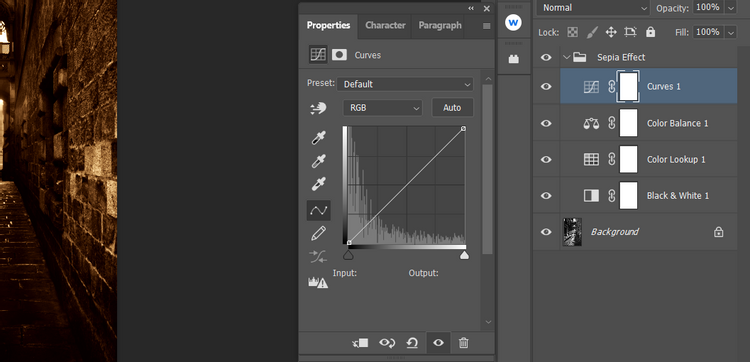 Normal
Opacity: 100%
Properties
Character
Paragraph
Lock:
Fill: 100%
Curves
Sepia Effect
Preset: Default
Curves 1
RGB
Auto
Color Balance 1
Color Lookup 1
Black & White 1
Background
Input:
Output:
W